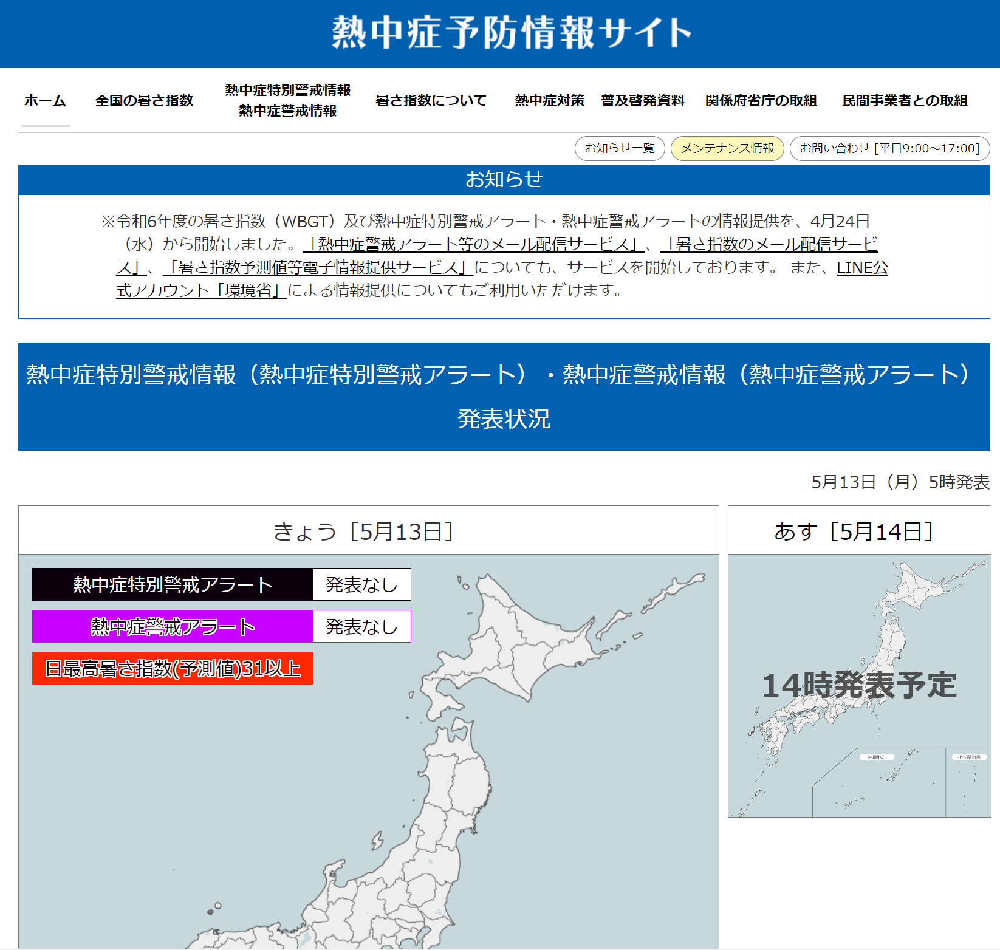 熱中症予防情報サイト
ホーム
全国の暑さ指数
熱中症特別警戒情報
熱中症警戒情報
暑さ指数について
熱中症対策
普及啓発資料
関係府省庁の取組
民間事業者との取組
お知らせ一覧
メンテナンス情報
お問い合わせ [平日9:00～17:00]
お知らせ
※令和6年度の暑さ指数（WBGT）及び熱中症特別警戒アラート・熱中症警戒アラートの情報提供を、4月24日
（水）から開始しました。「熱中症警戒アラート等のメール配信サービス」、「暑さ指数のメール配信サービ
ス」、「暑さ指数予測値等電子情報提供サービス」についても、サービスを開始しております。 また、LINE公
式アカウント「環境省」による情報提供についてもご利用いただけます。
熱中症特別警戒情報（熱中症特別警戒アラート）・熱中症警戒情報（熱中症警戒アラート）
発表状況
5月13日（月）5時発表
きょう［5月13日］
熱中症特別警戒アラート
発表なし
熱中症警戒アラート
発表なし
日最高暑さ指数(予測値)31以上
あす［5月14日］
14時発表予定
沖縄地方
小笠原諸島